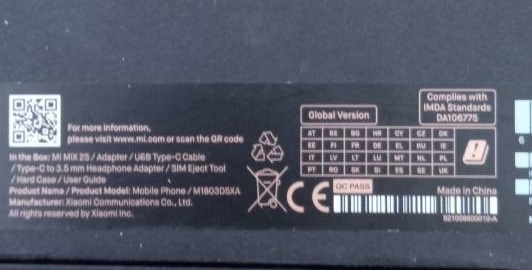 For more information,
please visit www.mi.com or scan the QR code
In the Box: MI MIX 2S / Adapter / USB Type-C Cable
/ Type-C to 3.5 mm Headphone Adapter / SIM Eject Tool
/ Hard Case / User Guide
Product Name / Product Model: Mobile Phone / M1803D5XA
Manufacturer: Xiaomi Communications Co., Ltd.
All rights reserved by Xiaomi Inc.
Global Version
Complies with
IMDA Standards
DA106775
AT BE BG HR CY CZ DK
EE FI FR DE EL HU IE
IT LV LT LU MT NL PL
PT RO SK SI ES SE UK
CE
QC PASS
Made in China